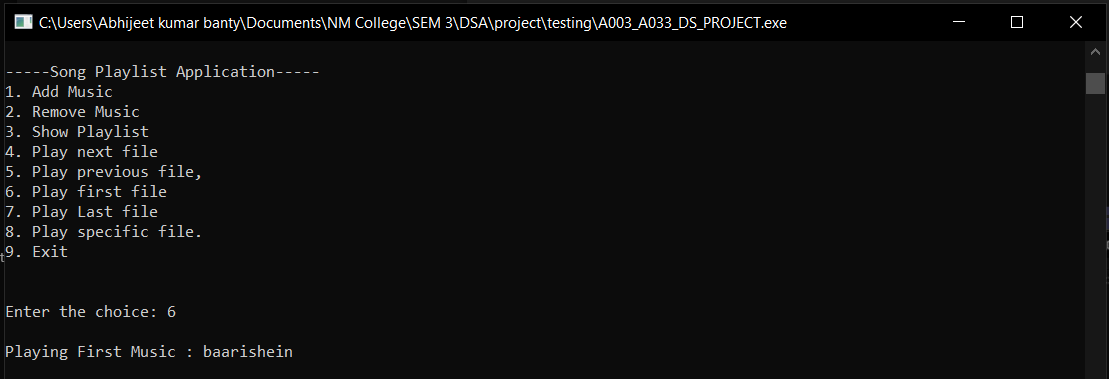 C:\Users\Abhijeet kumar banty\Documents\NM College\SEM 3\DSA\project\testing\A003_A033_DS_PROJECT.exe
-----Song Playlist Application-----
1. Add Music
2. Remove Music
3. Show Playlist
4. Play next file
5. Play previous file,
6. Play first file
7. Play Last file
8. Play specific file.
9. Exit
Enter the choice: 6
Playing First Music : baarishein